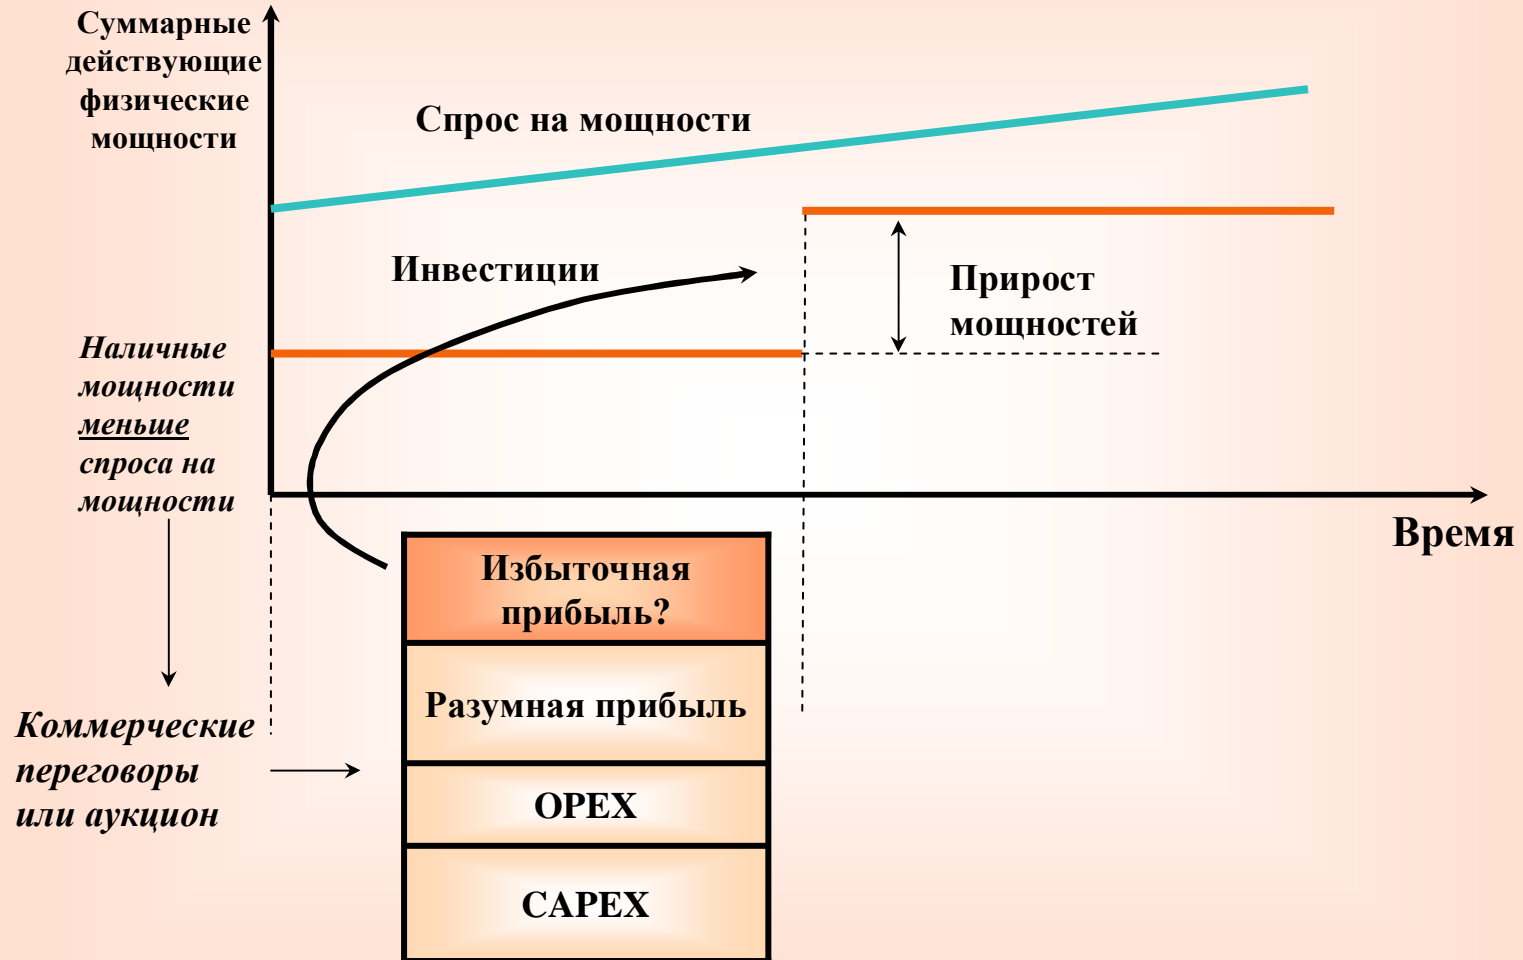 Суммарные
действующие
физические
мощности
Спрос на мощности
Инвестиции
Прирост
мощностей
Наличные
мощности
меньше
спроса на
мощности
Время
Избыточная
прибыль?
Разумная прибыль
Коммерческие
переговоры
или аукцион
OPEX
CAPEX